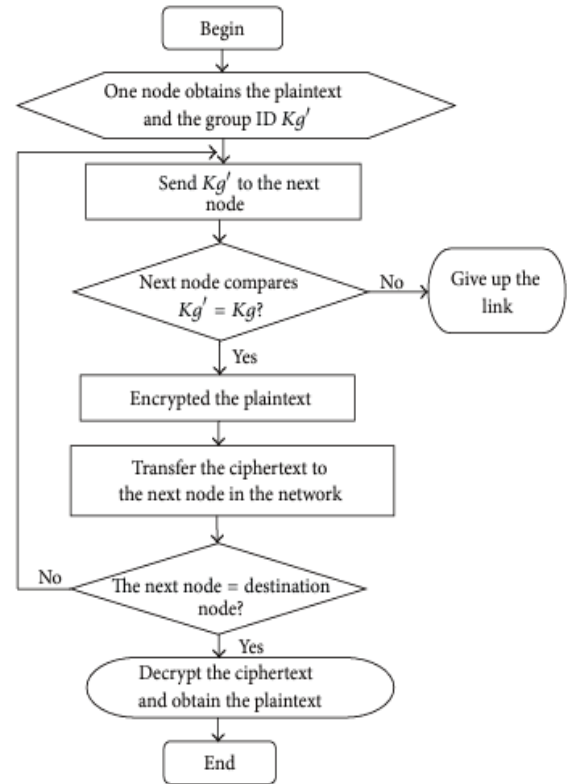 Begin
One node obtains the plaintext
and the group ID Kg′
Send Kg′ to the next
node
Next node compares
Kg′ = Kg?
No
Give up the
link
Yes
Encrypted the plaintext
Transfer the ciphertext to
the next node in the network
No
The next node = destination
node?
Yes
Decrypt the ciphertext
and obtain the plaintext
End